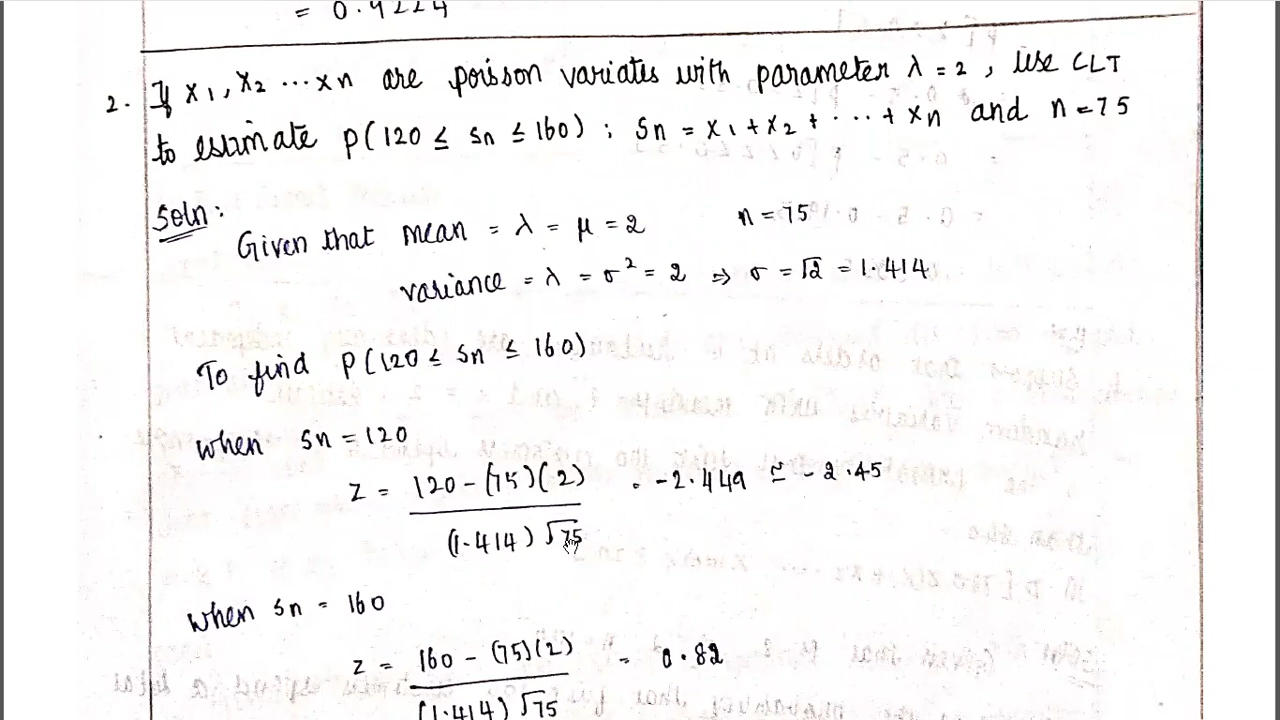 = 0.9224
2. If X1, X2 ... Xn are poisson variates with parameter λ = 2, Use CLT
to estimate P(120 ≤ Sn ≤ 160) ; Sn = X1 + X2 + ... + Xn and n=75
Soln:
Given that mean = λ = μ = 2 n = 75
variance = λ = σ² = 2 ⇒ σ = √2 = 1.414
To find P(120 ≤ Sn ≤ 160)
when Sn = 120
Z = 120 - (75)(2) / (1.414) √75 = -2.449 ≃ -2.45
when Sn = 160
Z = 160 - (75)(2) / (1.414) √75 = 0.82